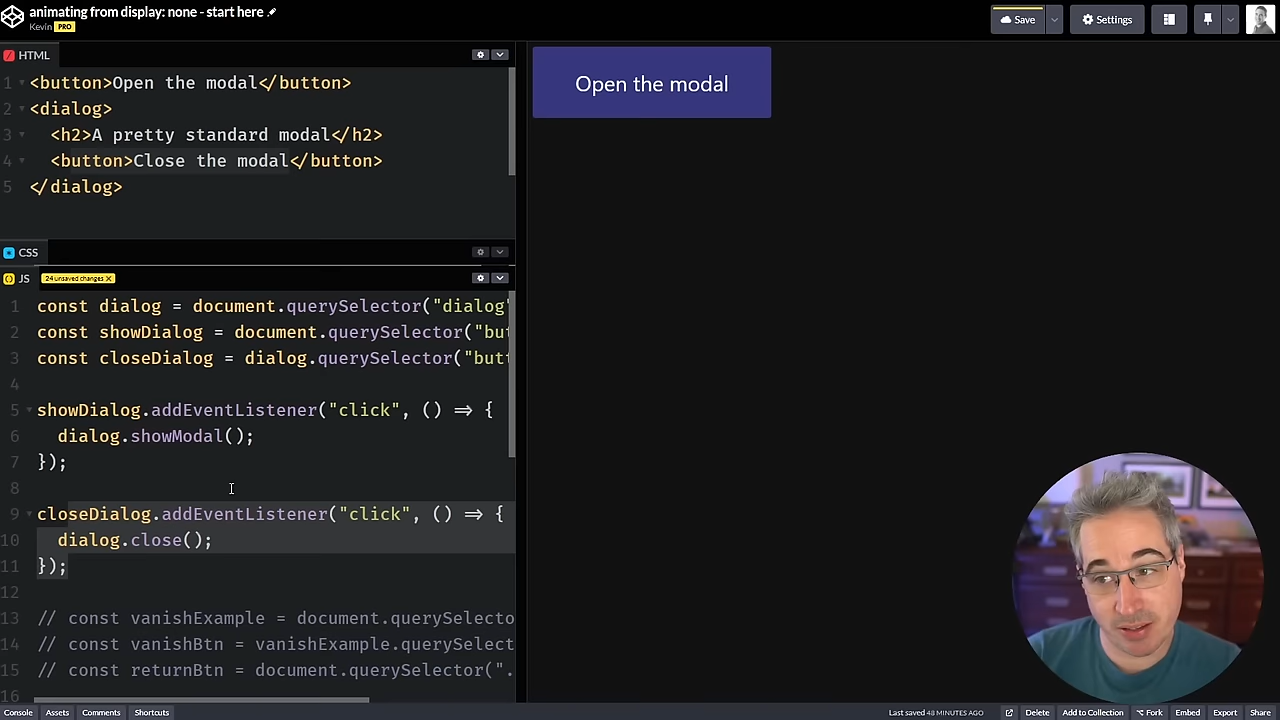 animating from display: none - start here
Kevin PRO
Save
Settings
HTML
1 <button>Open the modal</button>
2 <dialog>
3 <h2>A pretty standard modal</h2>
4 <button>Close the modal</button>
5 </dialog>
CSS
JS 24 unsaved changes X
1 const dialog = document.querySelector("dialog"
2 const showDialog = document.querySelector("but
3 const closeDialog = dialog.querySelector("butt
4
5 showDialog.addEventListener("click", () => {
6 dialog.showModal();
7 });
8
9 closeDialog.addEventListener("click", () => {
10 dialog.close();
11 });
12
13 // const vanishExample = document.querySelecto
14 // const vanishBtn = vanishExample.querySelect
15 // const returnBtn = document.querySelector(".
16
Open the modal
Console Assets Comments Shortcuts
Last saved 48 MINUTES AGO Delete Add to Collection Fork Embed Export Share